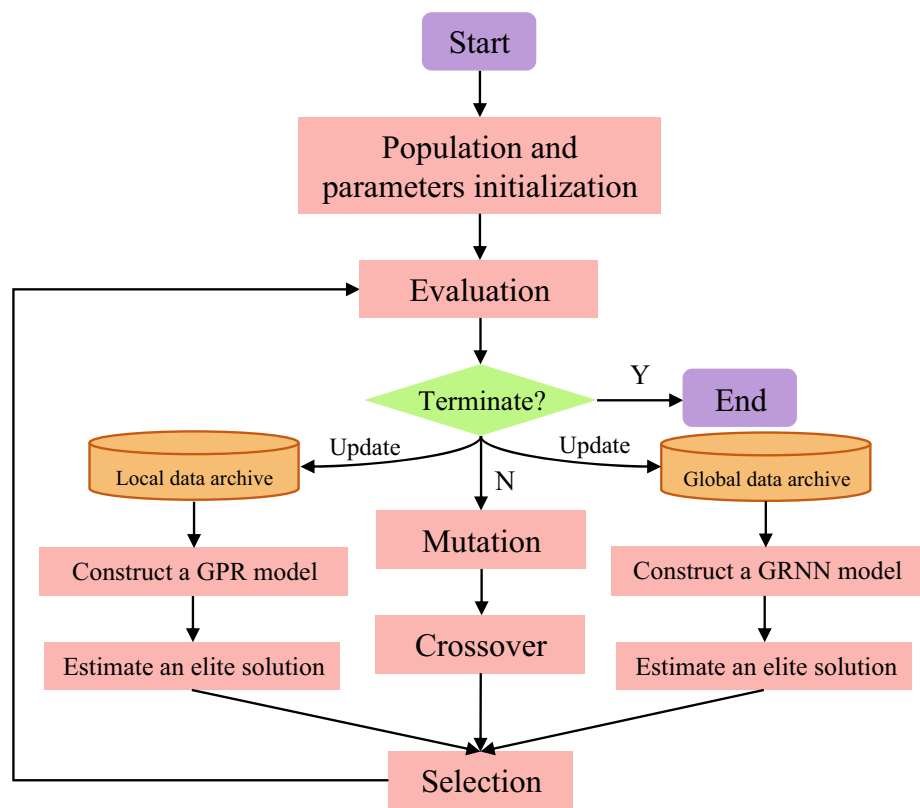 Start
Population and
parameters initialization
Evaluation
Terminate?
Y
End
Update
Update
Local data archive
N
Global data archive
Mutation
Construct a GPR model
Construct a GRNN model
Crossover
Estimate an elite solution
Estimate an elite solution
Selection